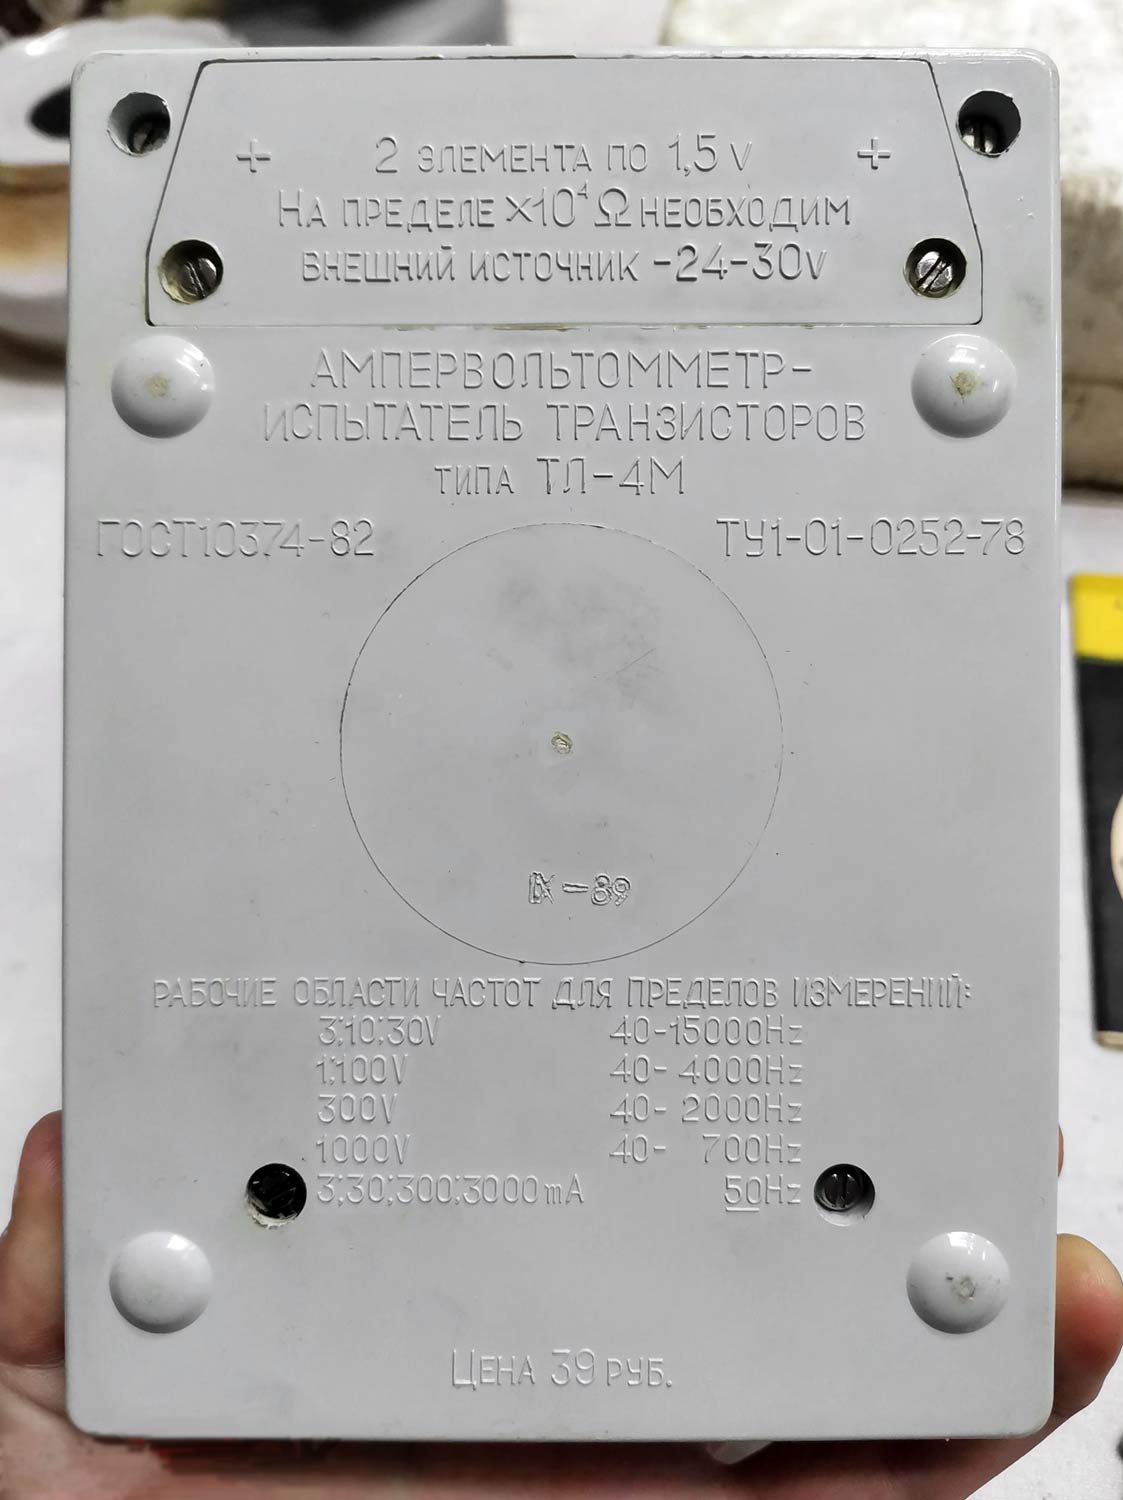 + 2 ЭЛЕМЕНТА ПО 1,5 V +
НА ПРЕДЕЛЕ ×10⁴ Ω НЕОБХОДИМ
ВНЕШНИЙ ИСТОЧНИК -24-30V
АМПЕРВОЛЬТОММЕТР-
ИСПЫТАТЕЛЬ ТРАНЗИСТОРОВ
ТИПА ТЛ-4М
ГОСТ10374-82 ТУ1-01-0252-78
IX-89
РАБОЧИЕ ОБЛАСТИ ЧАСТОТ ДЛЯ ПРЕДЕЛОВ ИЗМЕРЕНИЙ:
3;10;30V 40-15000Hz
1;100V 40- 4000Hz
300V 40- 2000Hz
1000V 40- 700Hz
3;30;300;3000mA 50Hz
ЦЕНА 39 РУБ.